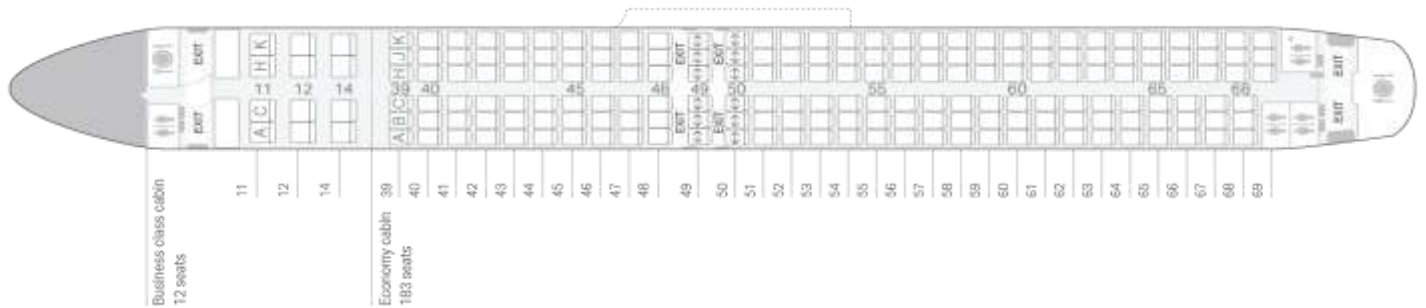 EXIT
EXIT
EXIT
EXIT
K K J K
H H H
11 12 14 39 40 45 48 49 50 55 60 65 68
C C B C
A A A
EXIT
EXIT
EXIT
EXIT
11 12 14 39 40 41 42 43 44 45 46 47 48 49 50 51 52 53 54 55 56 57 58 59 60 61 62 63 64 65 66 67 68 69
Business class cabin
12 seats
Economy cabin
183 seats